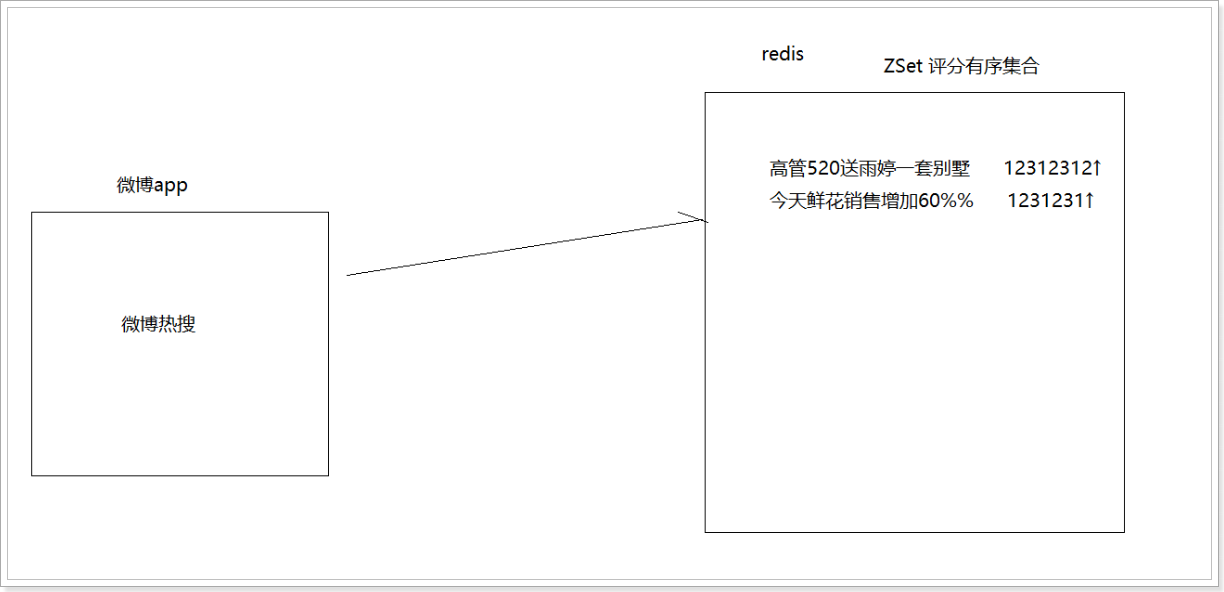 redis
ZSet 评分有序集合
高管520送雨婷一套别墅 12312312↑
今天鲜花销售增加60%% 1231231↑
微博app
微博热搜